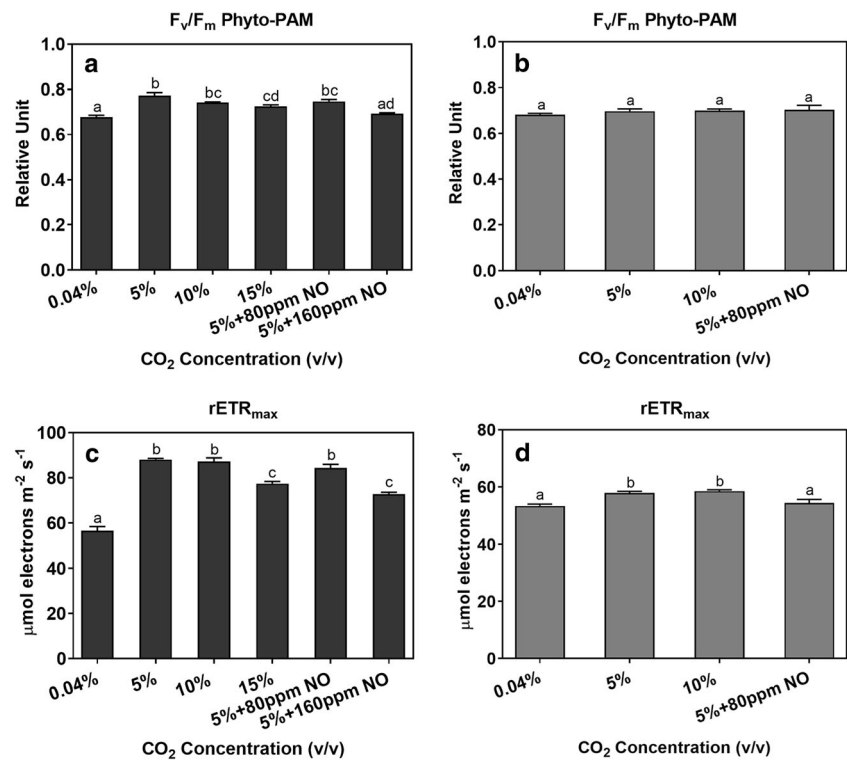 Fv/Fm Phyto-PAM
a
Relative Unit
1.0
0.8
0.6
0.4
0.2
0.0
a
b
bc
cd
bc
ad
0.04%
5%
10%
15%
5%+80ppm NO
5%+160ppm NO
CO2 Concentration (v/v)
Fv/Fm Phyto-PAM
b
Relative Unit
1.0
0.8
0.6
0.4
0.2
0.0
a
a
a
a
0.04%
5%
10%
5%+80ppm NO
CO2 Concentration (v/v)
rETRmax
c
μmol electrons m-2 s-1
100
80
60
40
20
0
a
b
b
c
b
c
0.04%
5%
10%
15%
5%+80ppm NO
5%+160ppm NO
CO2 Concentration (v/v)
rETRmax
d
μmol electrons m-2 s-1
80
60
40
20
0
a
b
b
a
0.04%
5%
10%
5%+80ppm NO
CO2 Concentration (v/v)